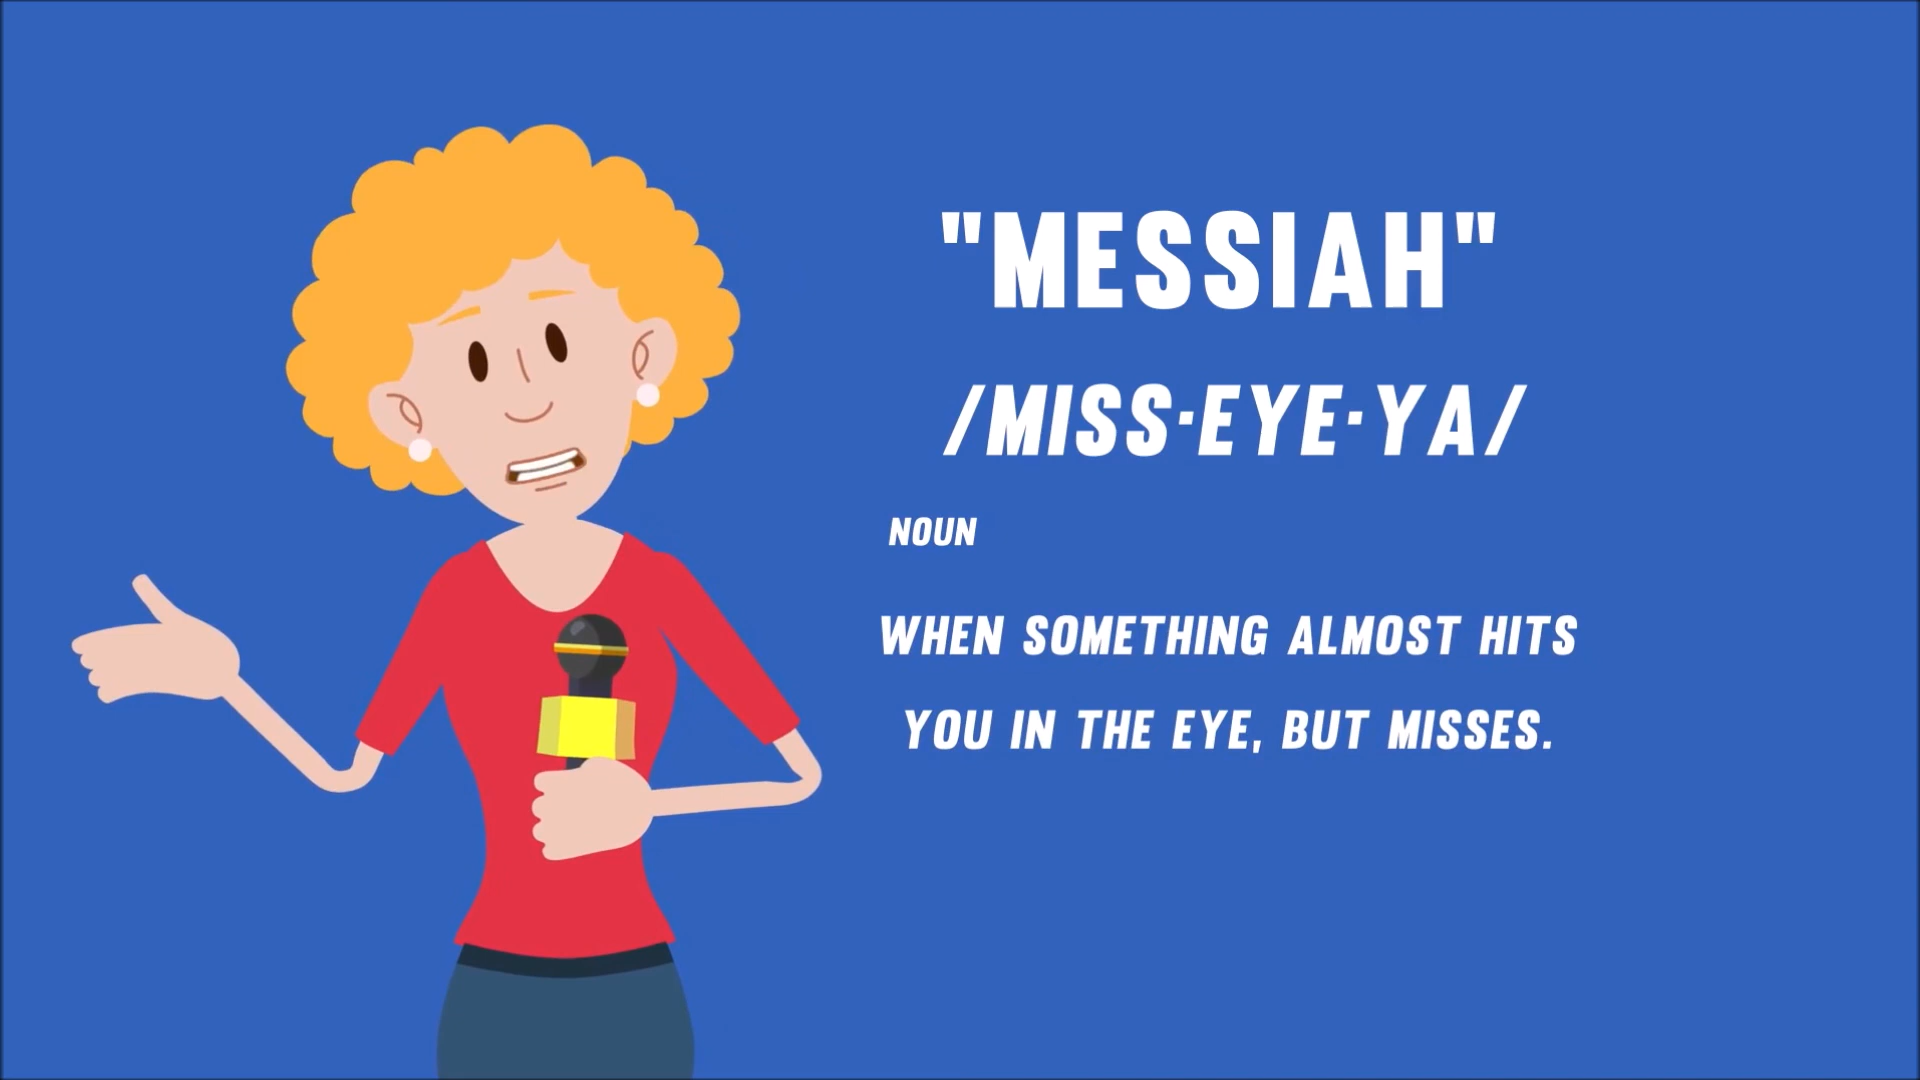 "MESSIAH"
/MISS·EYE·YA/
NOUN
WHEN SOMETHING ALMOST HITS
YOU IN THE EYE, BUT MISSES.